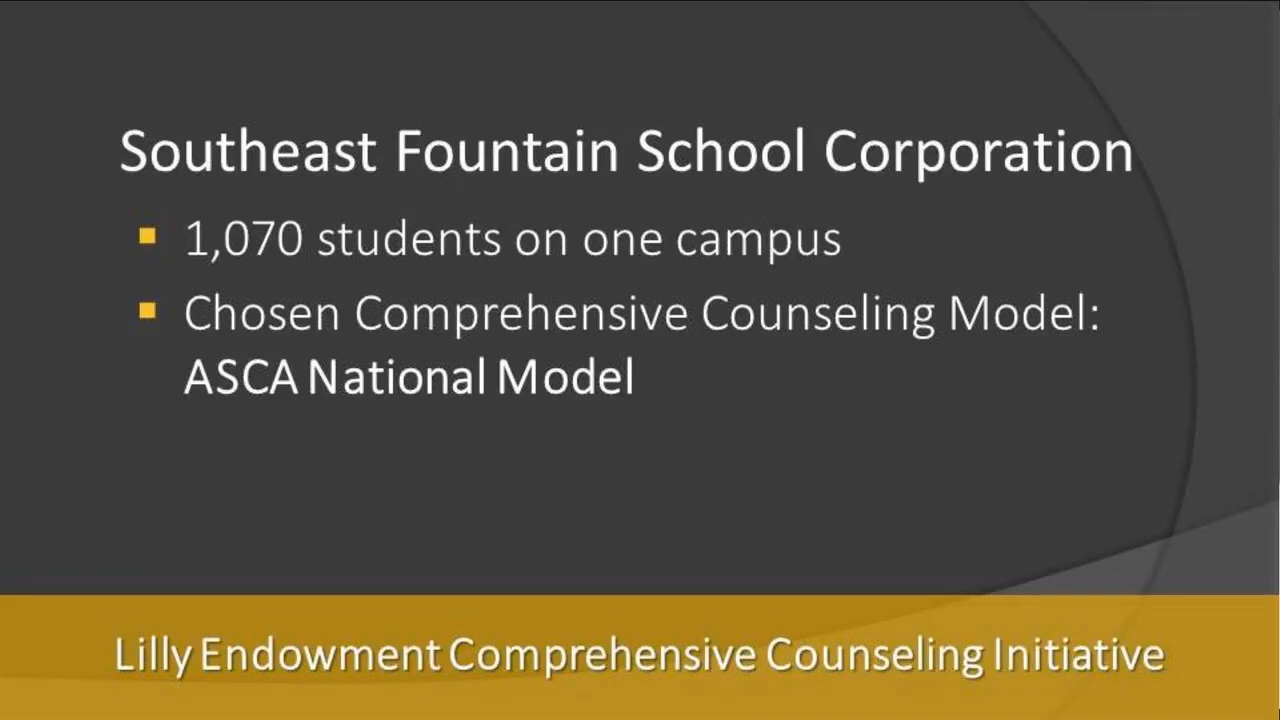 Southeast Fountain School Corporation
1,070 students on one campus
Chosen Comprehensive Counseling Model:
ASCA National Model
Lilly Endowment Comprehensive Counseling Initiative